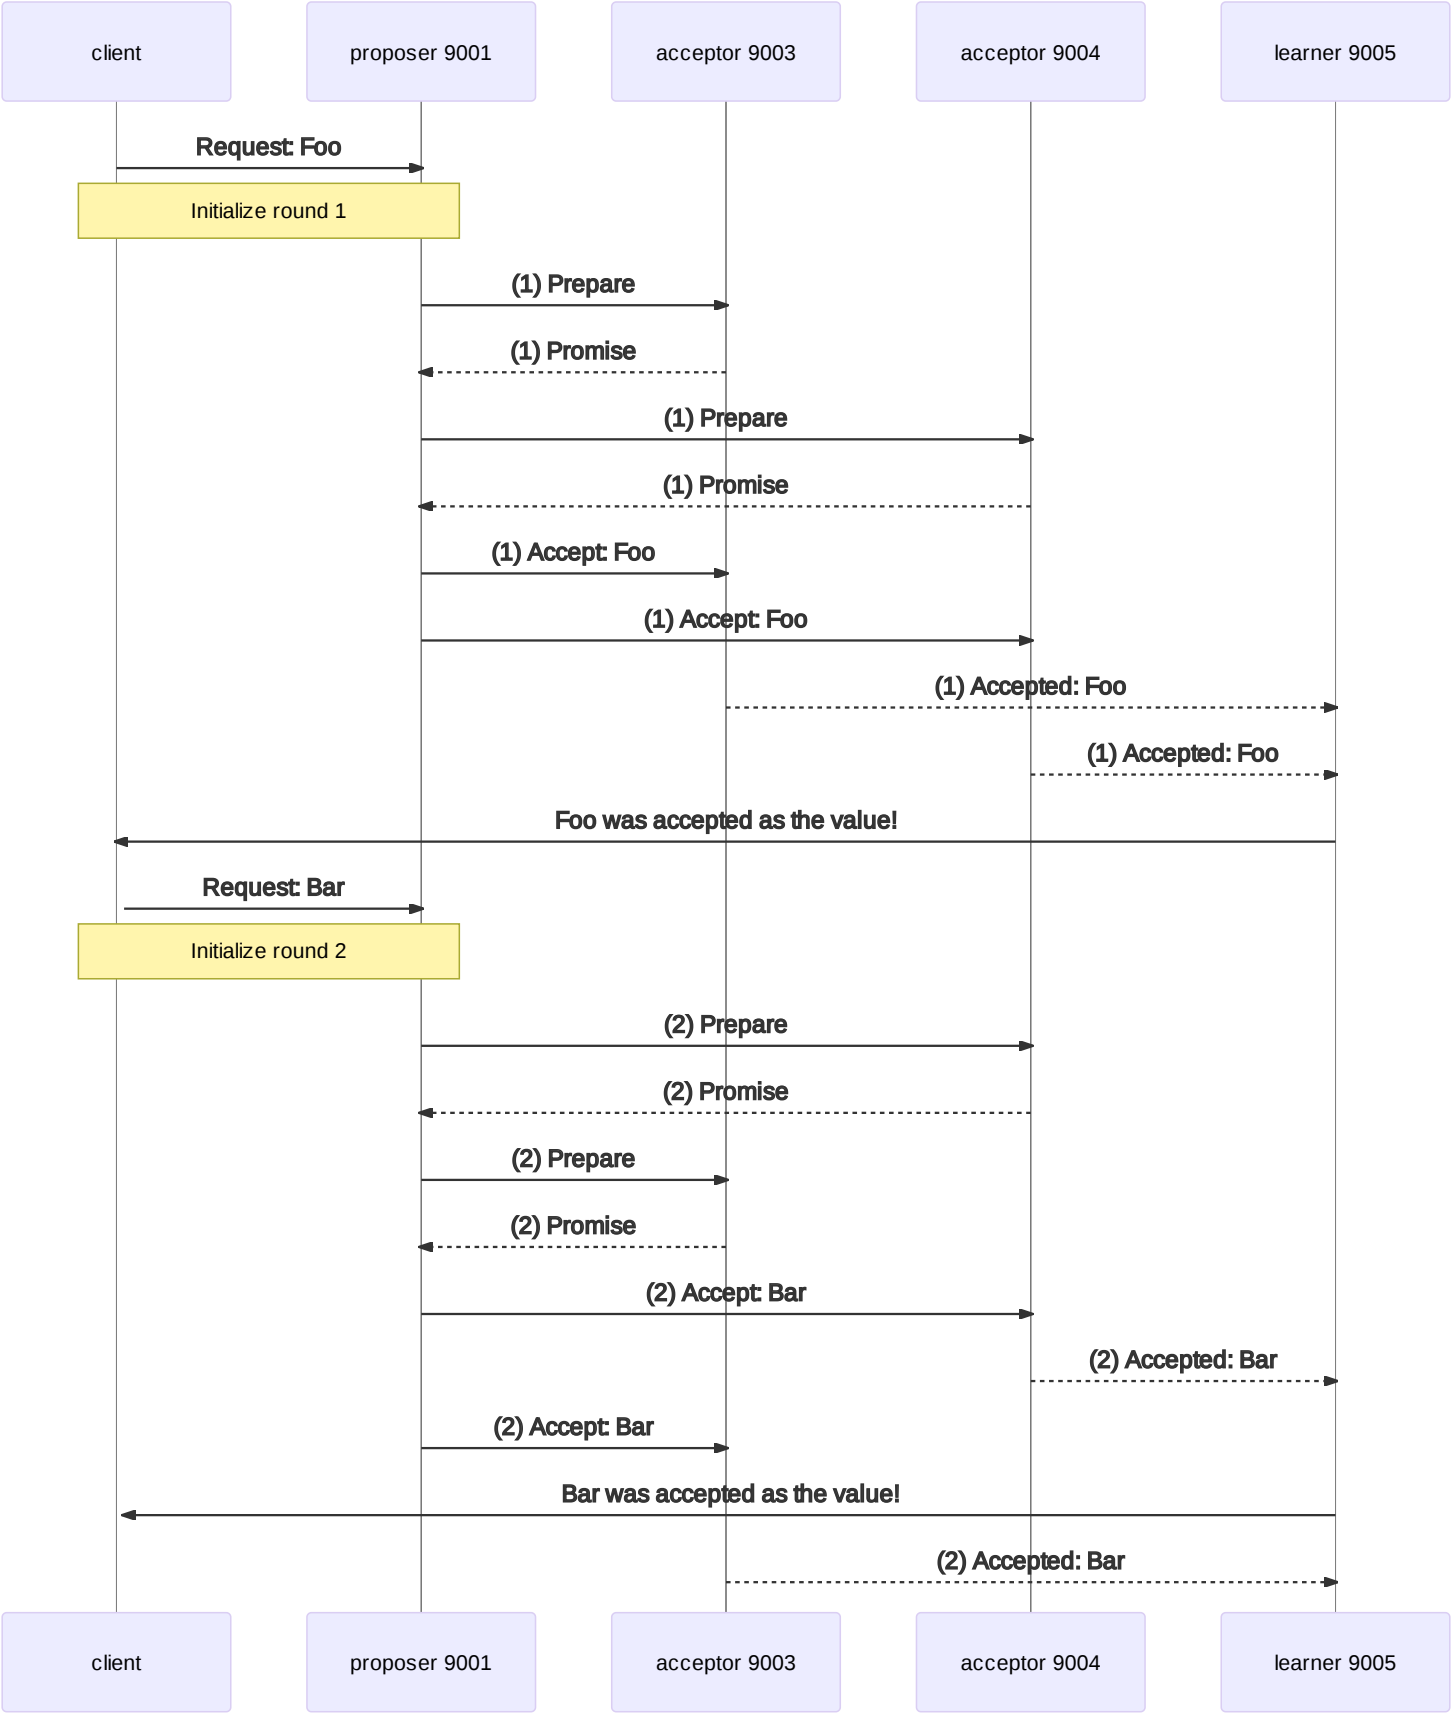 client
proposer 9001
acceptor 9003
acceptor 9004
learner 9005
Request: Foo
Initialize round 1
(1) Prepare
(1) Promise
(1) Prepare
(1) Promise
(1) Accept: Foo
(1) Accept: Foo
(1) Accepted: Foo
(1) Accepted: Foo
Foo was accepted as the value!
Request: Bar
Initialize round 2
(2) Prepare
(2) Promise
(2) Prepare
(2) Promise
(2) Accept: Bar
(2) Accepted: Bar
(2) Accept: Bar
Bar was accepted as the value!
(2) Accepted: Bar
client
proposer 9001
acceptor 9003
acceptor 9004
learner 9005